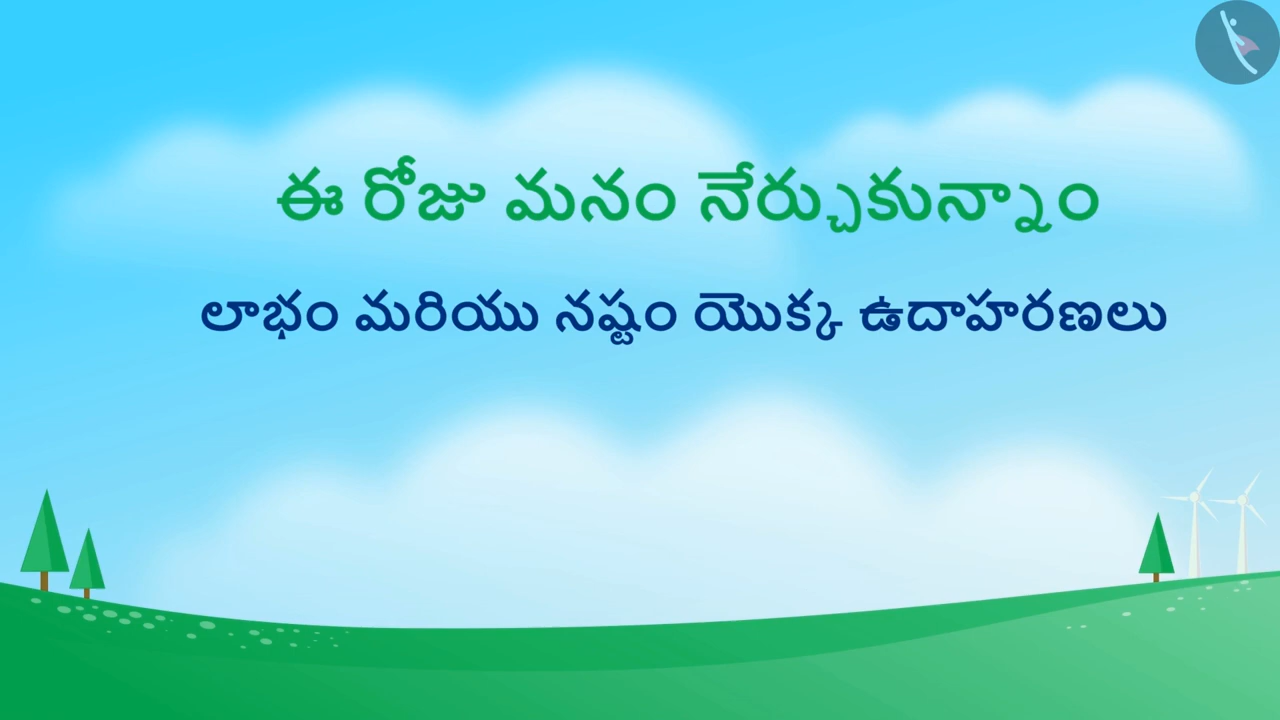 ఈ రోజు మనం నేర్చుకున్నాం
లాభం మరియు నష్టం యొక్క ఉదాహరణలు